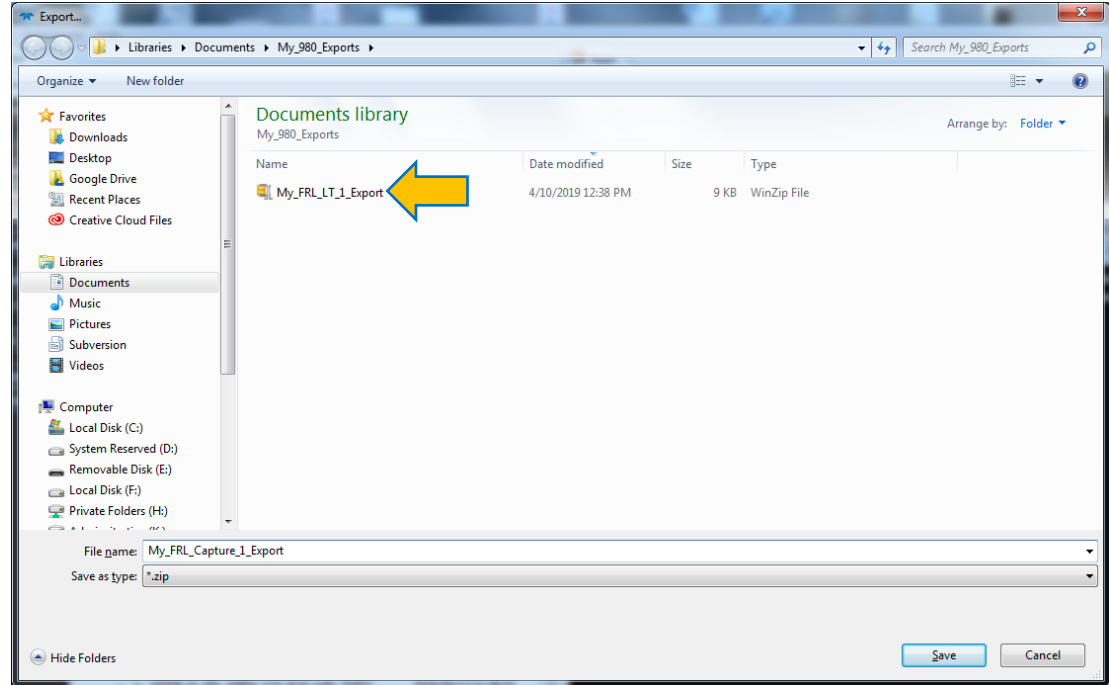 Export...
Libraries Documents My_980_Exports
Search My_980_Exports
Organize New folder
Favorites
Downloads
Desktop
Google Drive
Recent Places
Creative Cloud Files
Libraries
Documents
Music
Pictures
Subversion
Videos
Computer
Local Disk (C:)
System Reserved (D:)
Removable Disk (E:)
Local Disk (F:)
Private Folders (H:)
Documents library
My_980_Exports
Arrange by: Folder
Name Date modified Size Type
My_FRL_LT_1_Export 4/10/2019 12:38 PM 9 KB WinZip File
File name: My_FRL_Capture_1_Export
Save as type: *.zip
Hide Folders
Save Cancel